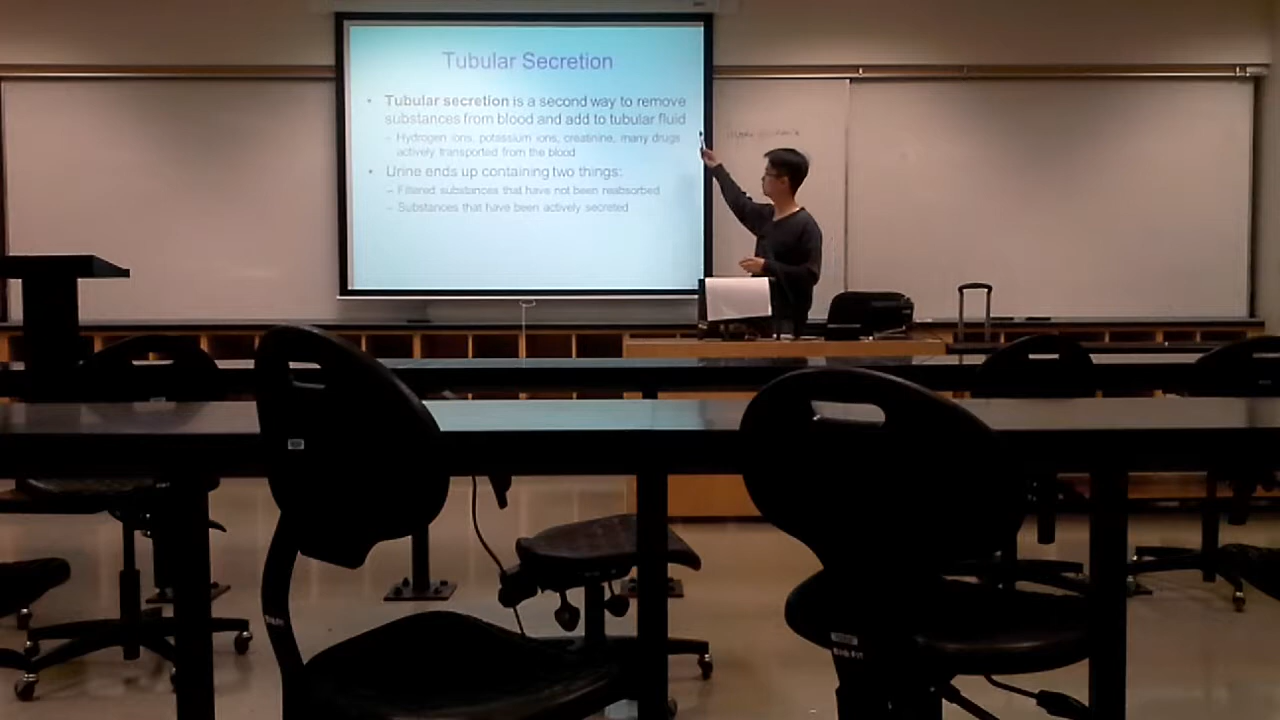 Tubular Secretion
• Tubular secretion is a second way to remove
substances from blood and add to tubular fluid
– Hydrogen ions, potassium ions, creatinine, many drugs
actively transported from the blood
• Urine ends up containing two things:
– Filtered substances that have not been reabsorbed
– Substances that have been actively secreted